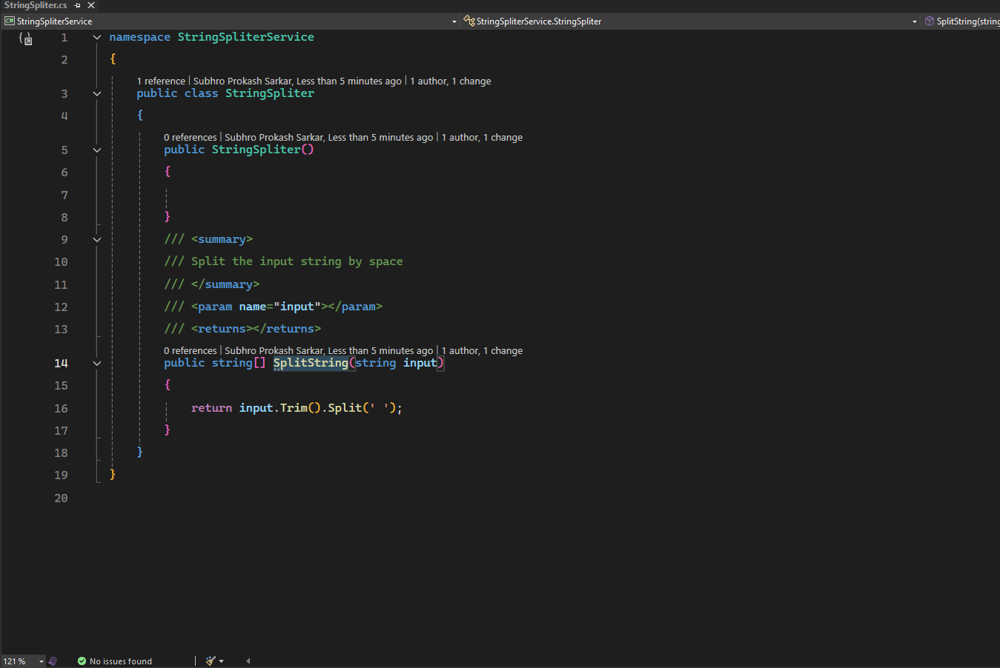 StringSpliter.cs
C# StringSpliterService StringSpliterService.StringSpliter SplitString(string
1 namespace StringSpliterService
2 {
1 reference | Subhro Prokash Sarkar, Less than 5 minutes ago | 1 author, 1 change
3 public class StringSpliter
4 {
0 references | Subhro Prokash Sarkar, Less than 5 minutes ago | 1 author, 1 change
5 public StringSpliter()
6 {
7
8 }
9 /// <summary>
10 /// Split the input string by space
11 /// </summary>
12 /// <param name="input"></param>
13 /// <returns></returns>
0 references | Subhro Prokash Sarkar, Less than 5 minutes ago | 1 author, 1 change
14 public string[] SplitString(string input)
15 {
16 return input.Trim().Split(' ');
17 }
18 }
19 }
20
121 % No issues found